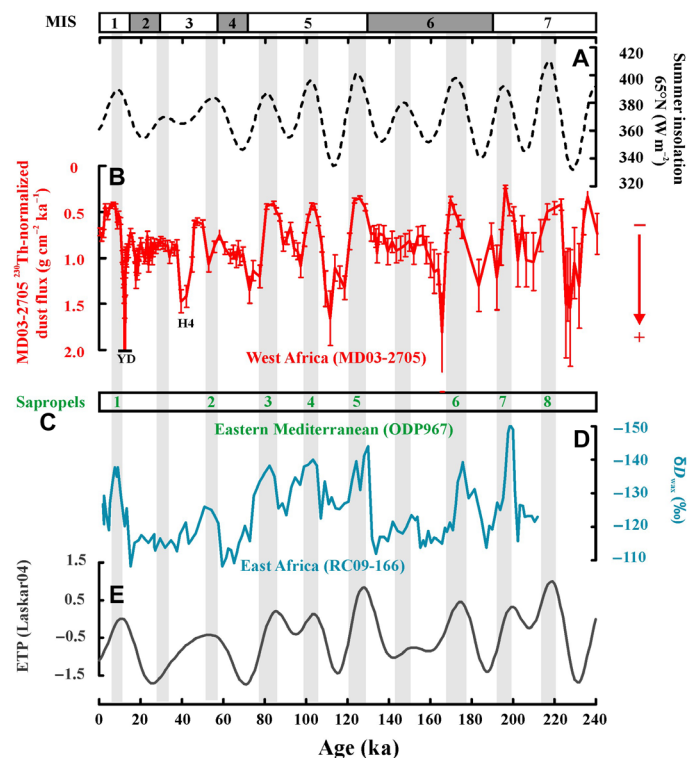 MIS 1 2 3 4 5 6 7
A
420
400
380
360
340
320
Summer insolation
65°N (W m⁻²)
B
0
0.5
1.0
1.5
2.0
MD03-2705 ²³⁰Th-normalized
dust flux (g cm⁻² ka⁻¹)
YD
H4
West Africa (MD03-2705)
−
+
Sapropels 1 2 3 4 5 6 7 8
C
Eastern Mediterranean (ODP967)
D
−150
−140
−130
−120
−110
δD wax (‰)
East Africa (RC09-166)
E
1.5
0.5
−0.5
−1.5
ETP (Laskar04)
0 20 40 60 80 100 120 140 160 180 200 220 240
Age (ka)